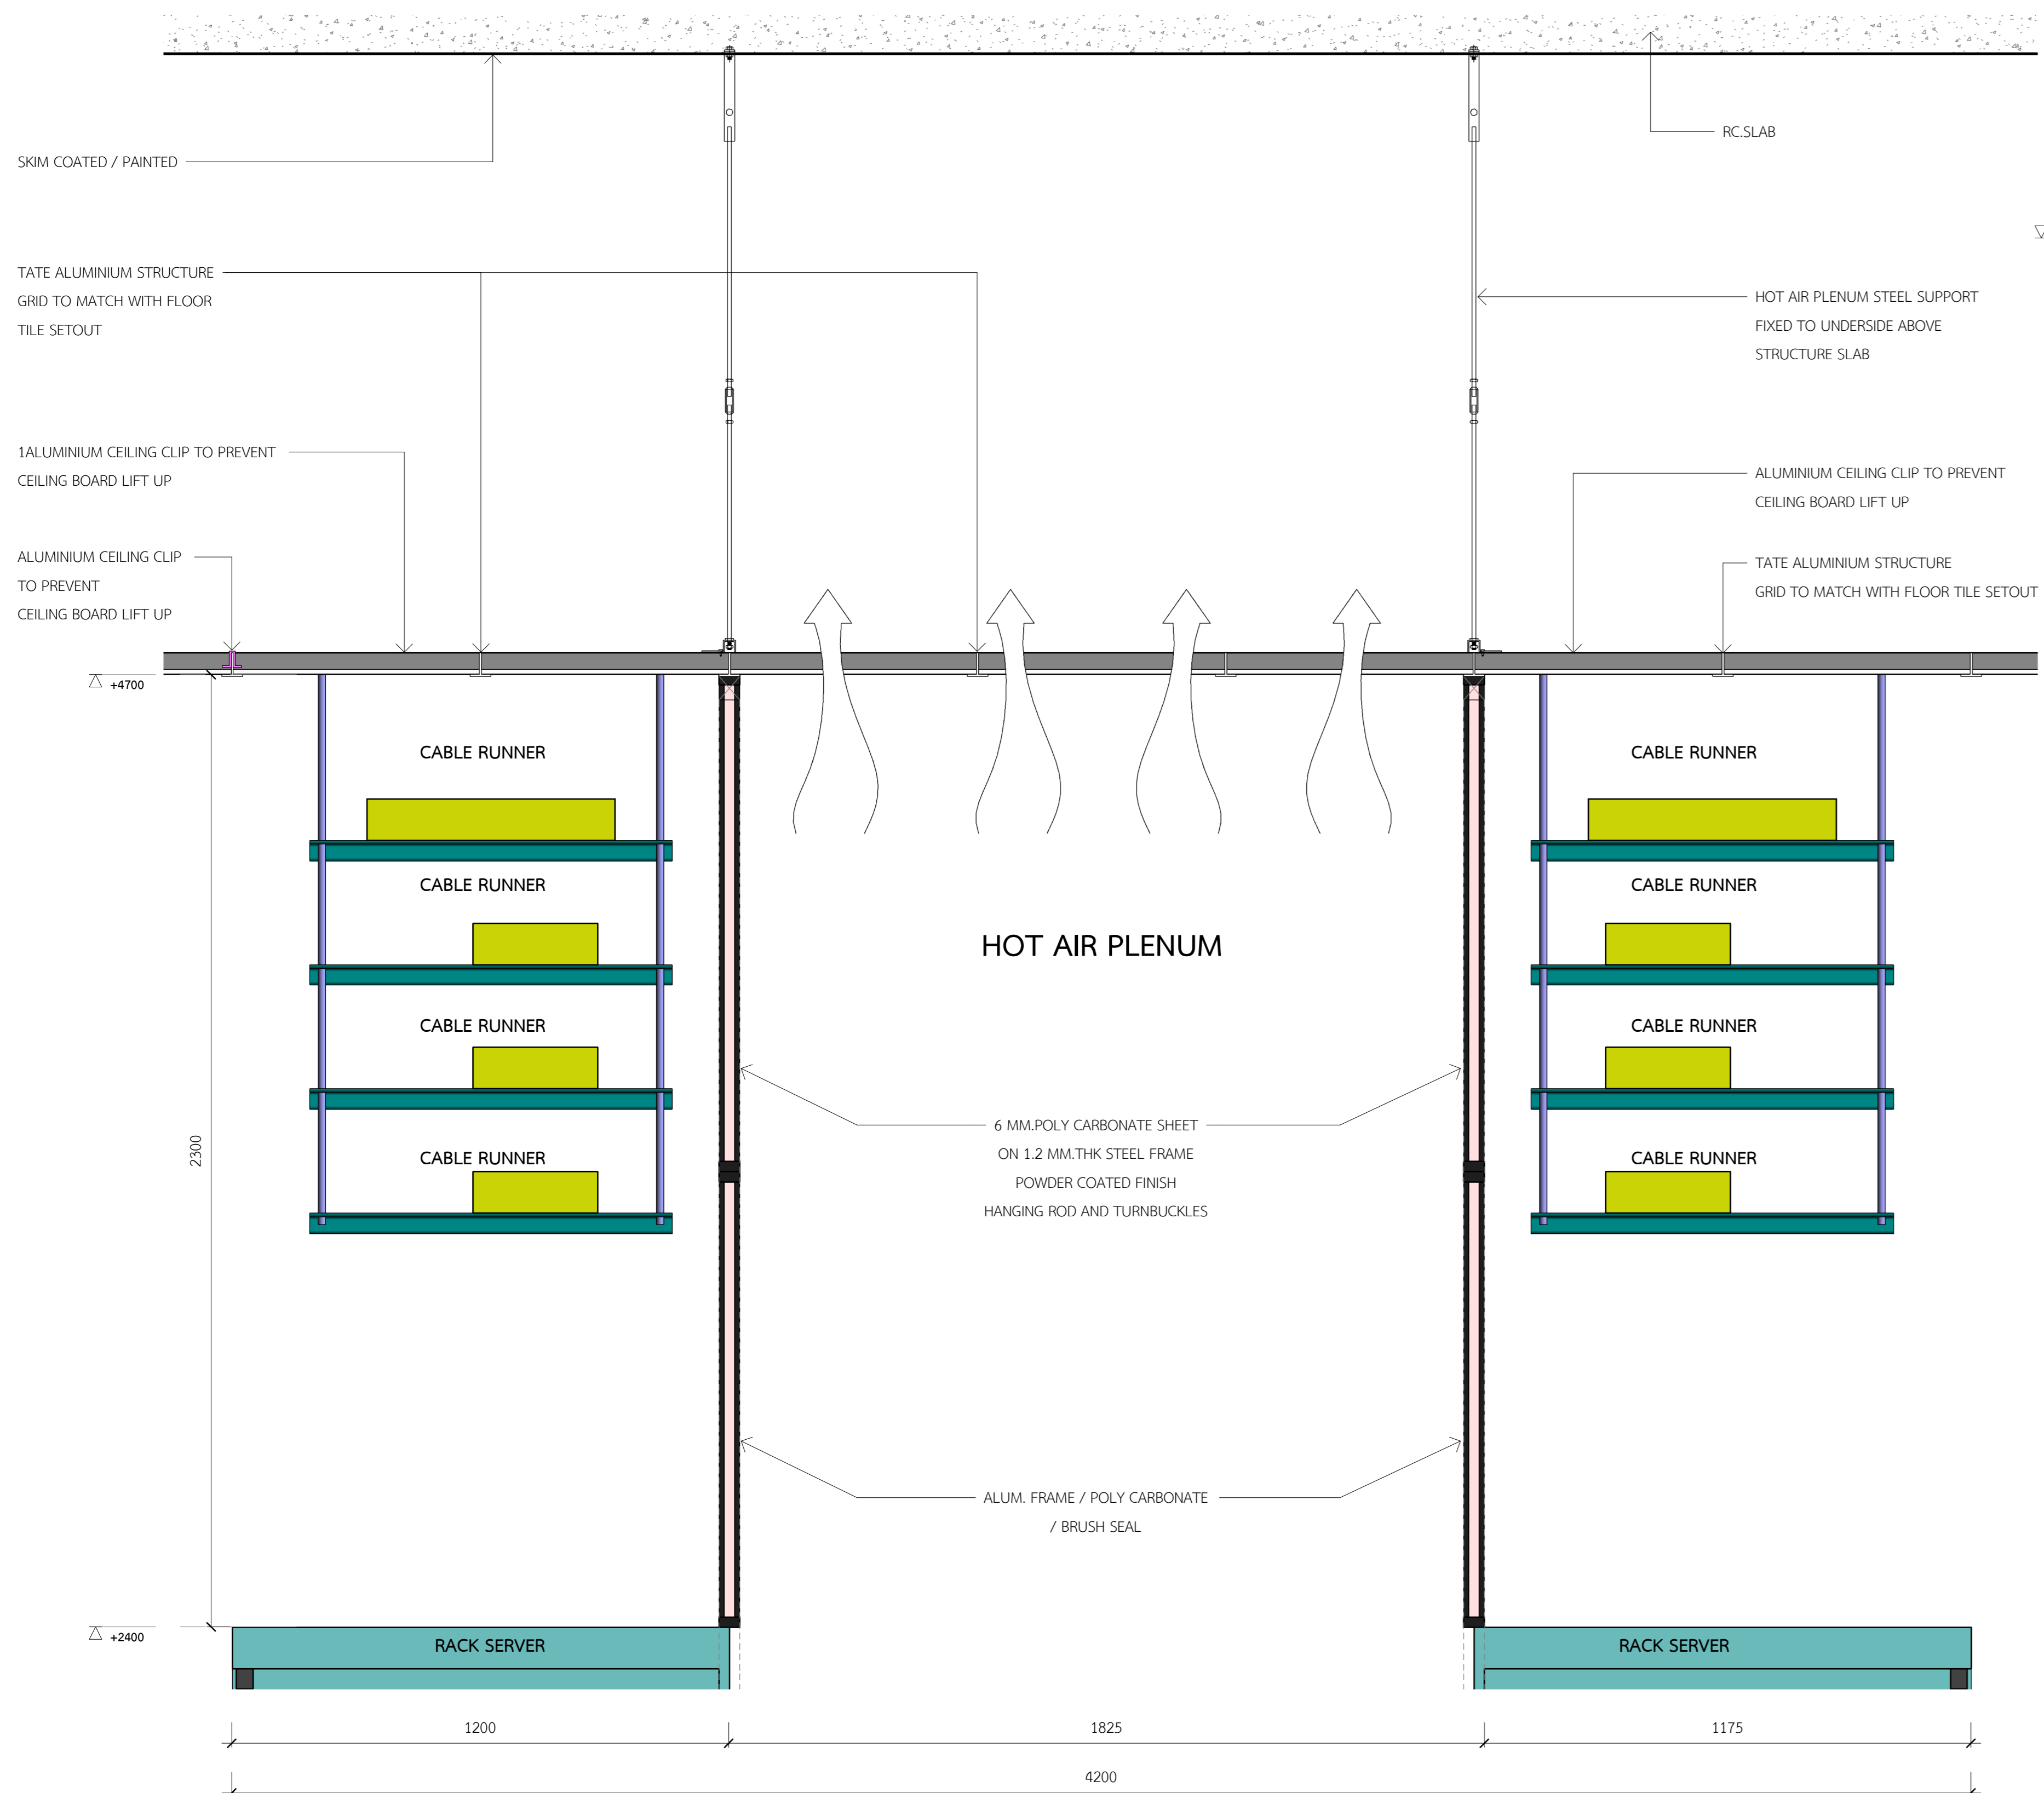 SKIM COATED / PAINTED
RC.SLAB
TATE ALUMINIUM STRUCTURE
GRID TO MATCH WITH FLOOR
TILE SETOUT
HOT AIR PLENUM STEEL SUPPORT
FIXED TO UNDERSIDE ABOVE
STRUCTURE SLAB
1ALUMINIUM CEILING CLIP TO PREVENT
CEILING BOARD LIFT UP
ALUMINIUM CEILING CLIP TO PREVENT
CEILING BOARD LIFT UP
ALUMINIUM CEILING CLIP
TO PREVENT
CEILING BOARD LIFT UP
TATE ALUMINIUM STRUCTURE
GRID TO MATCH WITH FLOOR TILE SETOUT
+4700
CABLE RUNNER
CABLE RUNNER
CABLE RUNNER
CABLE RUNNER
HOT AIR PLENUM
CABLE RUNNER
CABLE RUNNER
CABLE RUNNER
CABLE RUNNER
2300
6 MM.POLY CARBONATE SHEET
ON 1.2 MM.THK STEEL FRAME
POWDER COATED FINISH
HANGING ROD AND TURNBUCKLES
ALUM. FRAME / POLY CARBONATE
/ BRUSH SEAL
+2400
RACK SERVER
RACK SERVER
1200
1825
1175
4200